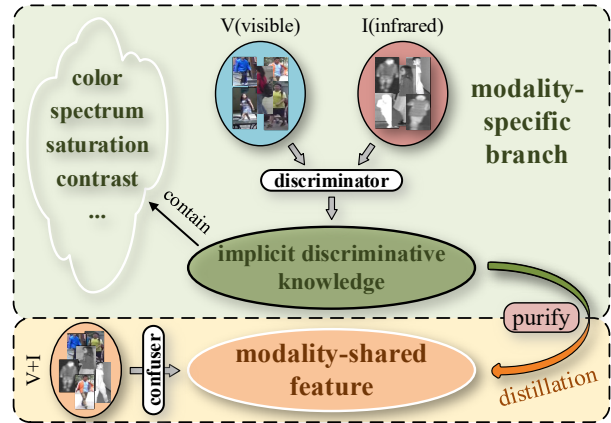 V(visible)
I(infrared)
color
spectrum
saturation
contrast
...
modality-
specific
branch
discriminator
contain
implicit discriminative
knowledge
purify
V+I
confuser
modality-shared
feature
distillation